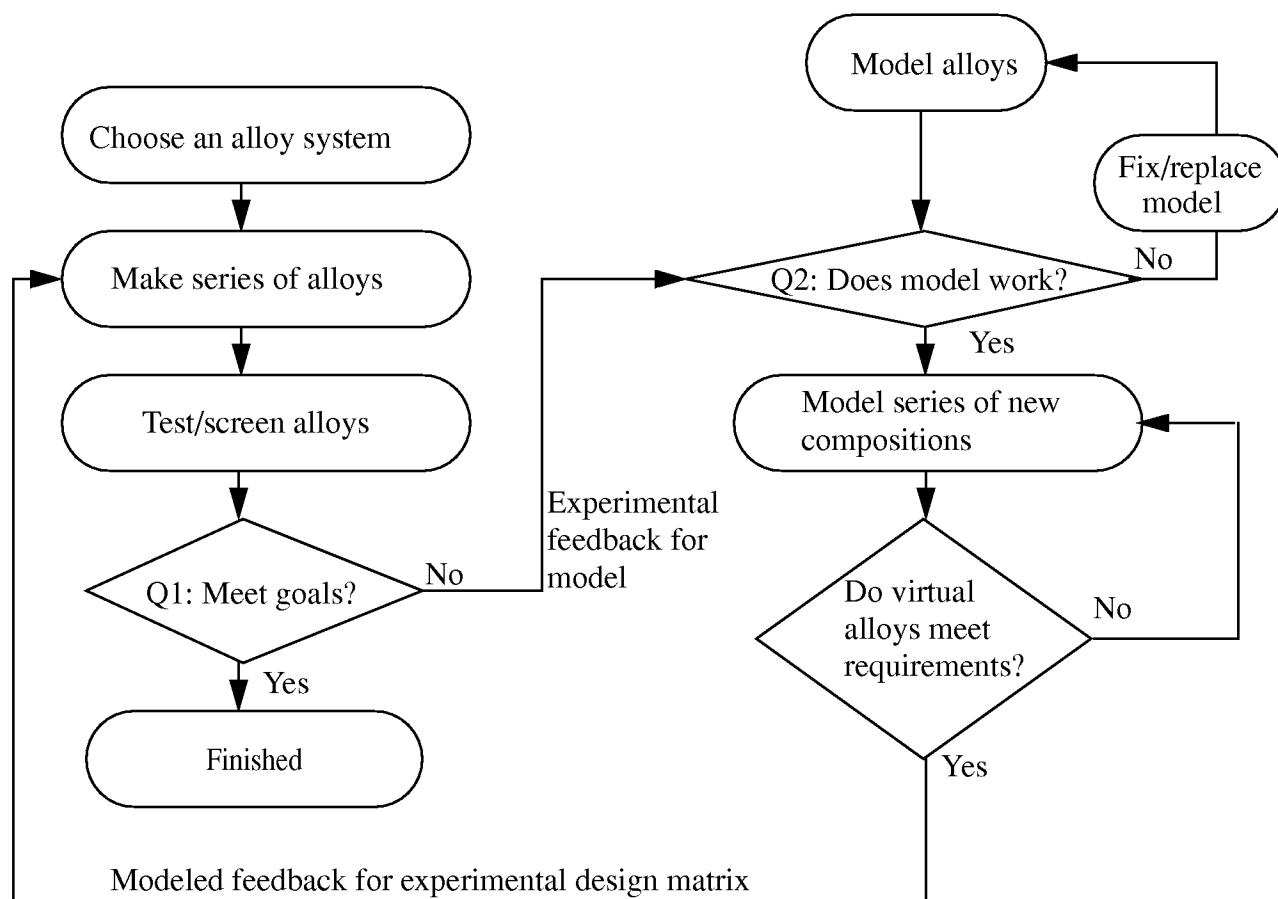 Choose an alloy system
Make series of alloys
Test/screen alloys
Q1: Meet goals?
No
Yes
Finished
Experimental
feedback for
model
Model alloys
Fix/replace
model
Q2: Does model work?
No
Yes
Model series of new
compositions
Do virtual
alloys meet
requirements?
No
Yes
Modeled feedback for experimental design matrix